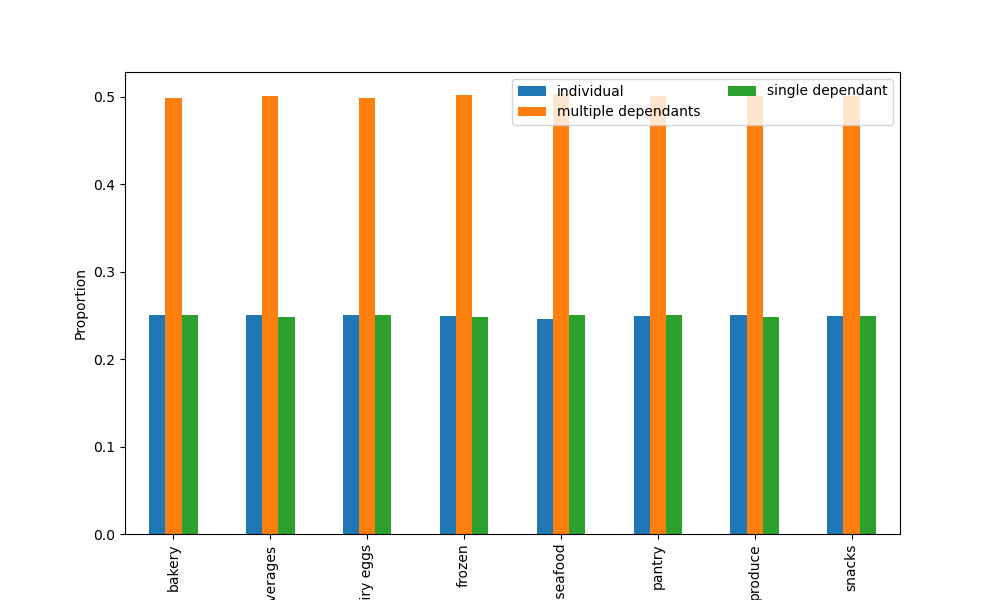 individual
multiple dependants
single dependant
0.5
0.4
0.3
0.2
0.1
0.0
Proportion
bakery
verages
iry eggs
frozen
seafood
pantry
produce
snacks